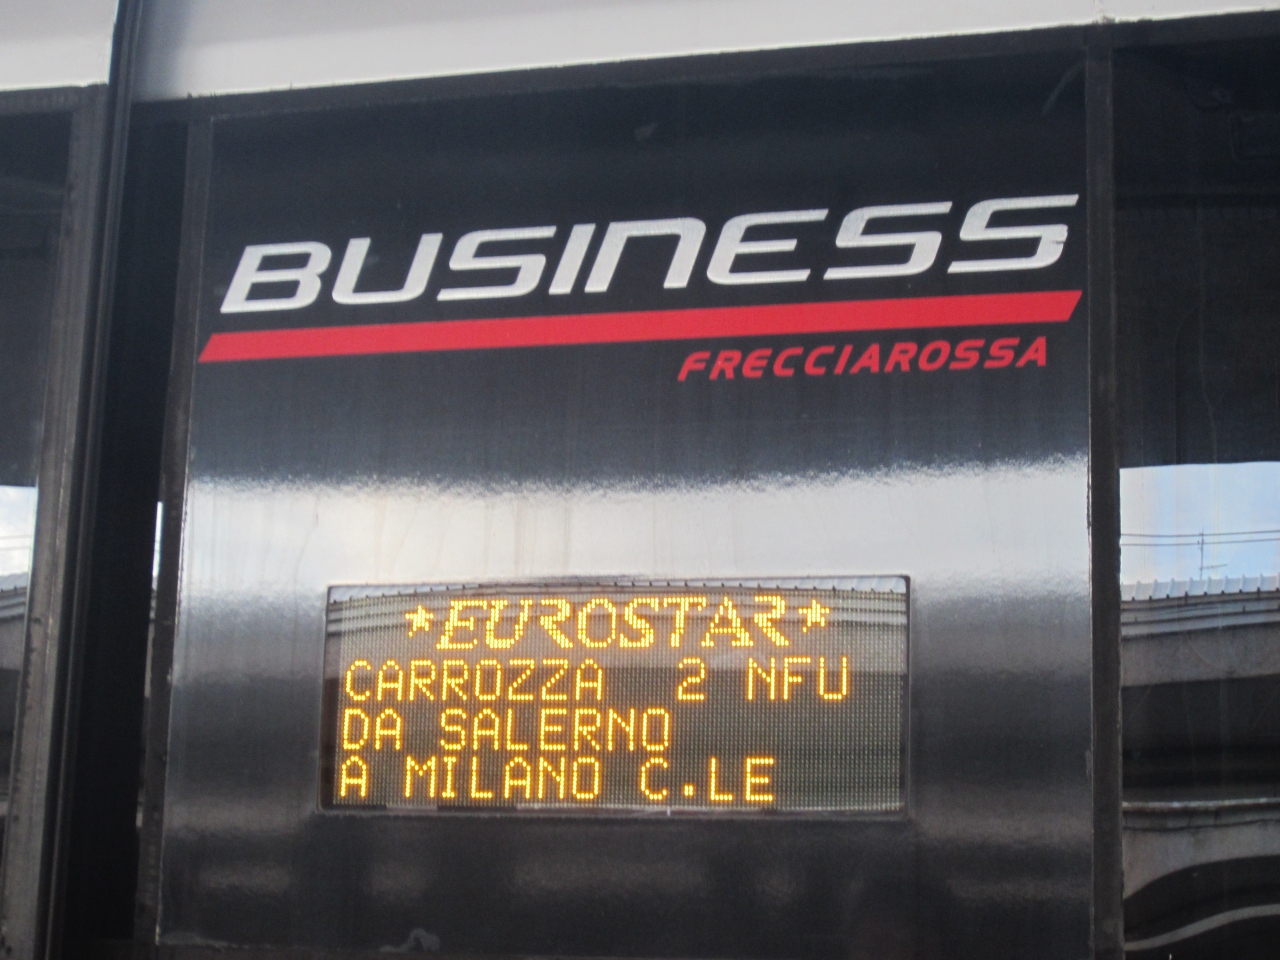 BUSINESS
FRECCIAROSSA
*EUROSTAR*
CARROZZA 2 NFU
DA SALERNO
A MILANO C.LE